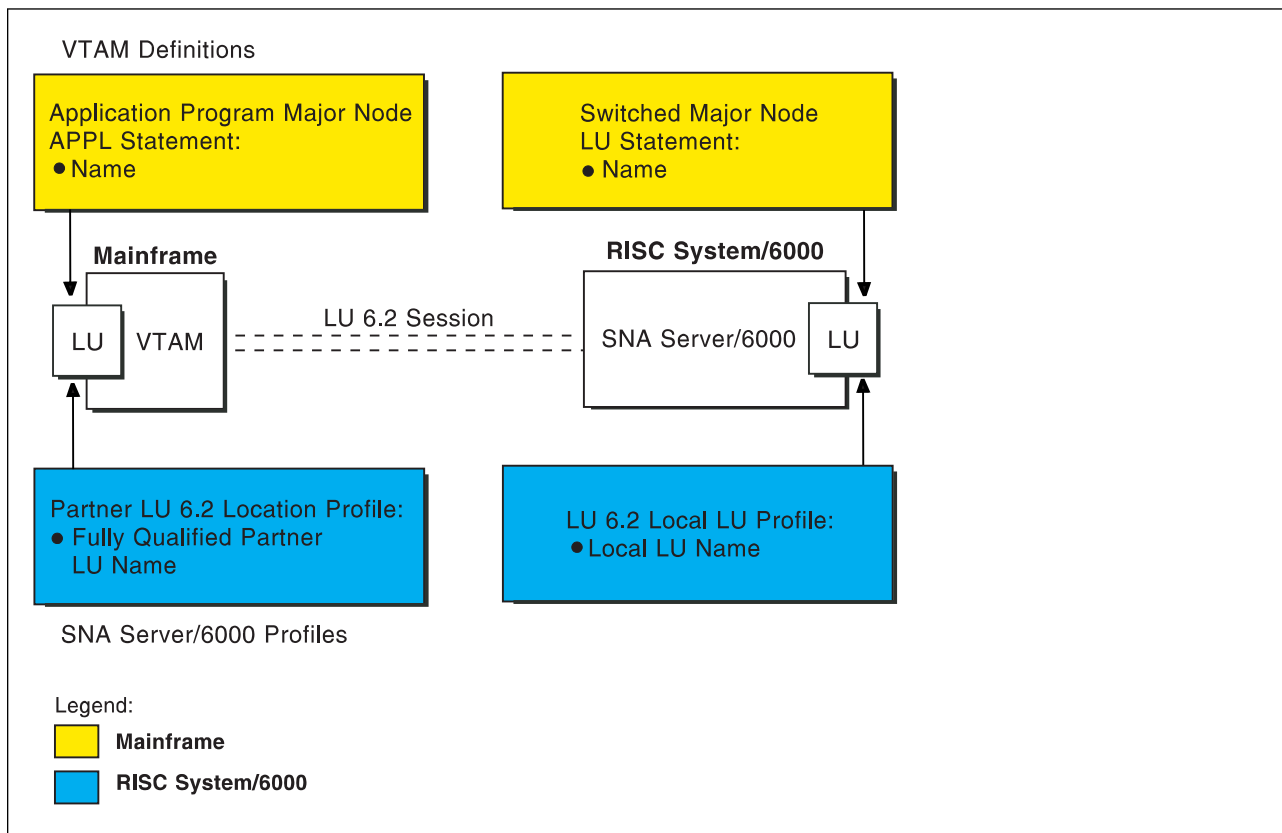 VTAM Definitions
Application Program Major Node
APPL Statement:
● Name
Switched Major Node
LU Statement:
● Name
Mainframe
RISC System/6000
LU
VTAM
LU 6.2 Session
SNA Server/6000
LU
Partner LU 6.2 Location Profile:
● Fully Qualified Partner
LU Name
LU 6.2 Local LU Profile:
● Local LU Name
SNA Server/6000 Profiles
Legend:
Mainframe
RISC System/6000